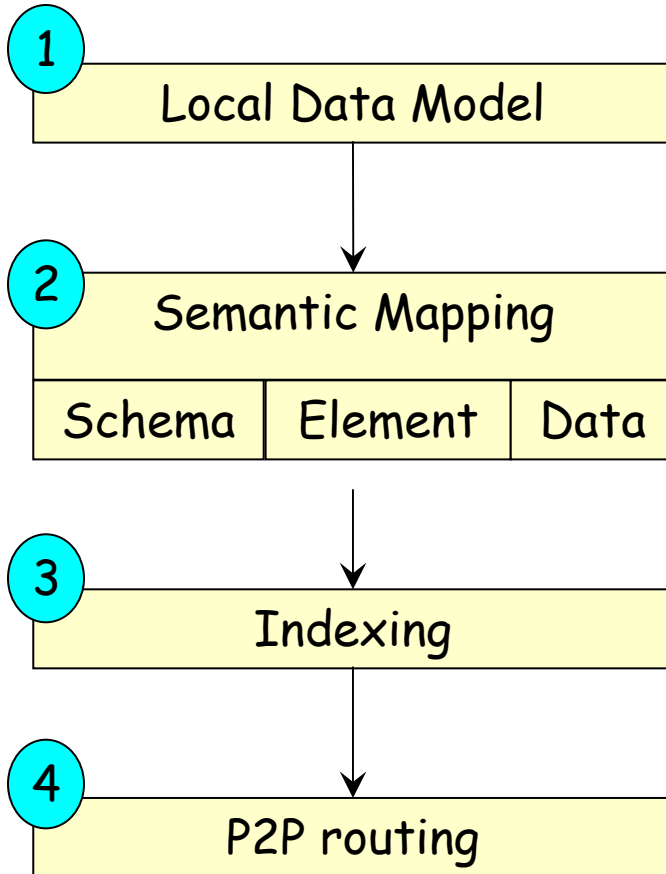 1
Local Data Model
2
Semantic Mapping
Schema Element Data
3
Indexing
4
P2P routing